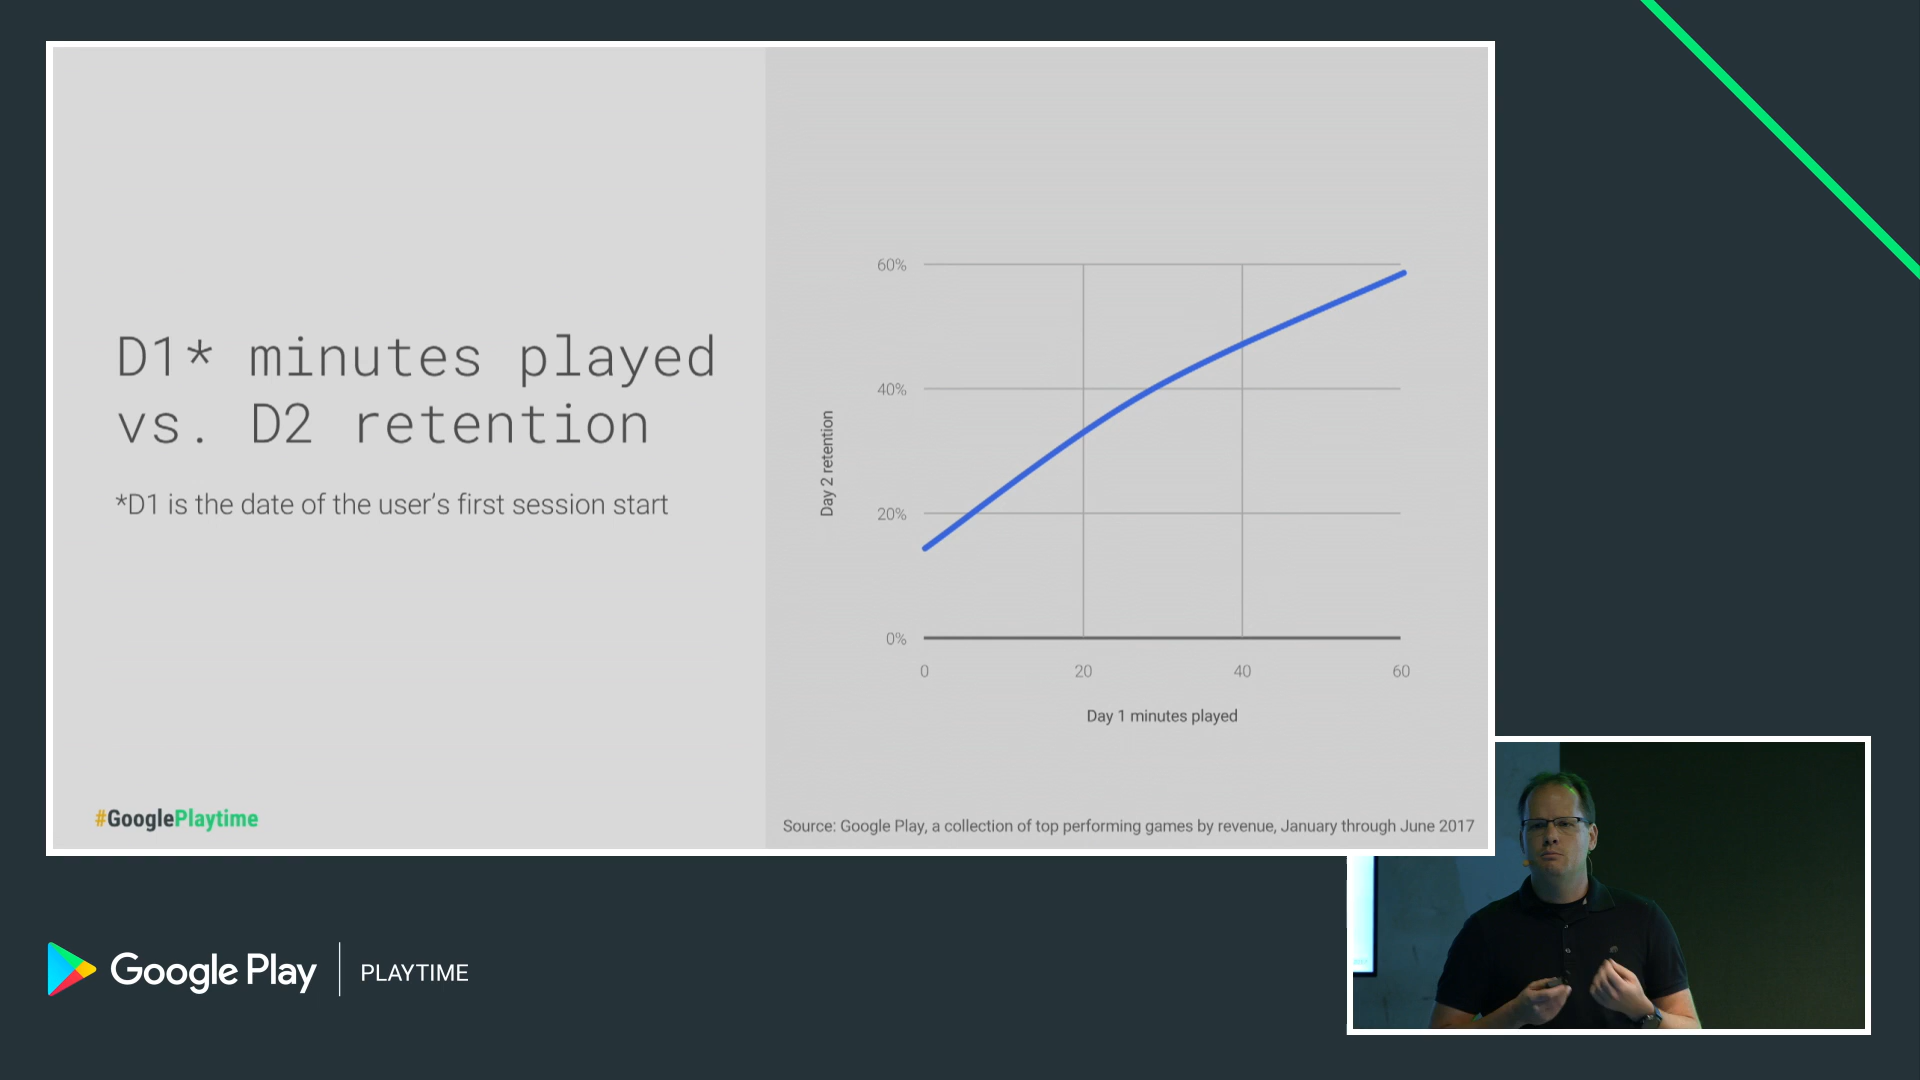 D1* minutes played
vs. D2 retention
*D1 is the date of the user's first session start
#GooglePlaytime
60%
40%
20%
0%
Day 2 retention
0 20 40 60
Day 1 minutes played
Source: Google Play, a collection of top performing games by revenue, January through June 2017
Google Play | PLAYTIME